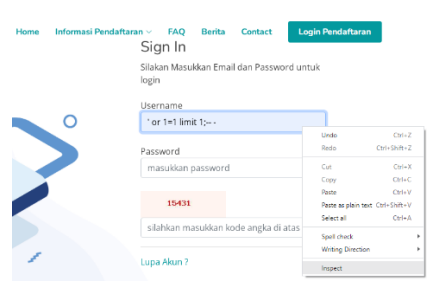 Home Informasi Pendaftaran FAQ Berita Contact Login Pendaftaran
Sign In
Silakan Masukkan Email dan Password untuk
login
Username
' or 1=1 limit 1;-- -
Password
masukkan password
15431
silahkan masukkan kode angka di atas
Lupa Akun ?
Undo Ctrl+Z
Redo Ctrl+Shift+Z
Cut Ctrl+X
Copy Ctrl+C
Paste Ctrl+V
Paste as plain text Ctrl+Shift+V
Select all Ctrl+A
Spell check
Writing Direction
Inspect